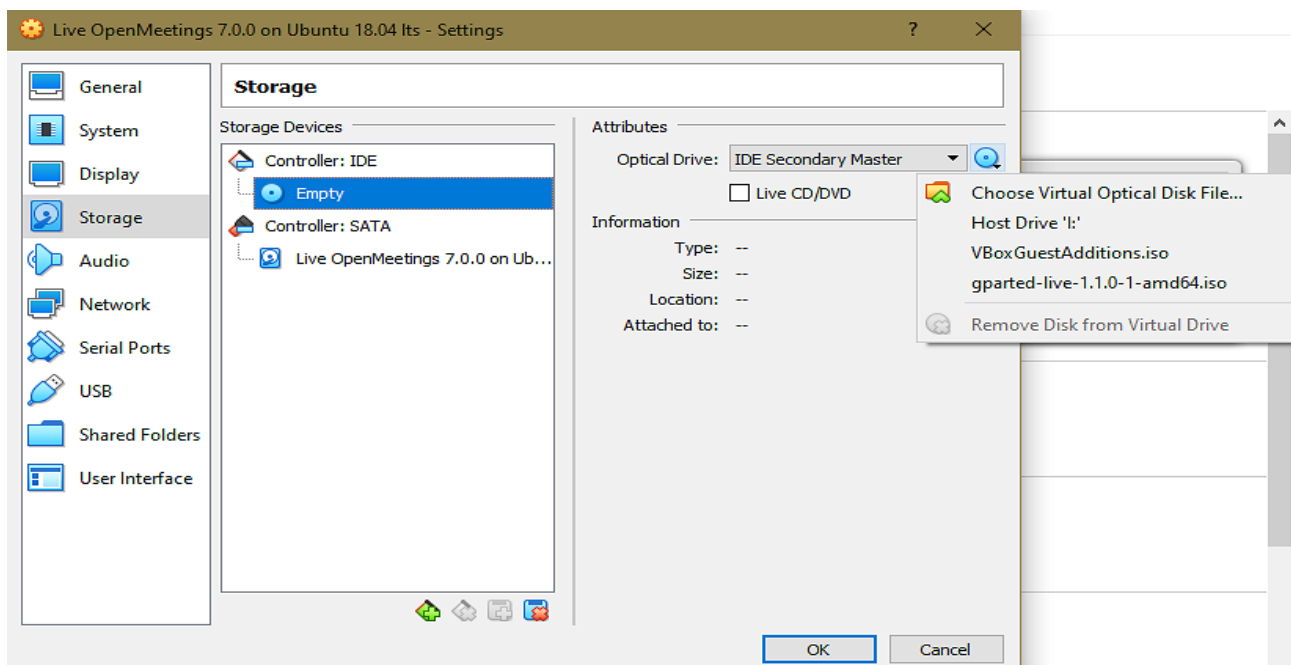 Live OpenMeetings 7.0.0 on Ubuntu 18.04 lts - Settings
?
General
System
Display
Storage
Audio
Network
Serial Ports
USB
Shared Folders
User Interface
Storage
Storage Devices
Controller: IDE
Empty
Controller: SATA
Live OpenMeetings 7.0.0 on Ub...
Attributes
Optical Drive: IDE Secondary Master
Live CD/DVD
Information
Type: --
Size: --
Location: --
Attached to: --
Choose Virtual Optical Disk File...
Host Drive 'I:'
VBoxGuestAdditions.iso
gparted-live-1.1.0-1-amd64.iso
Remove Disk from Virtual Drive
OK Cancel